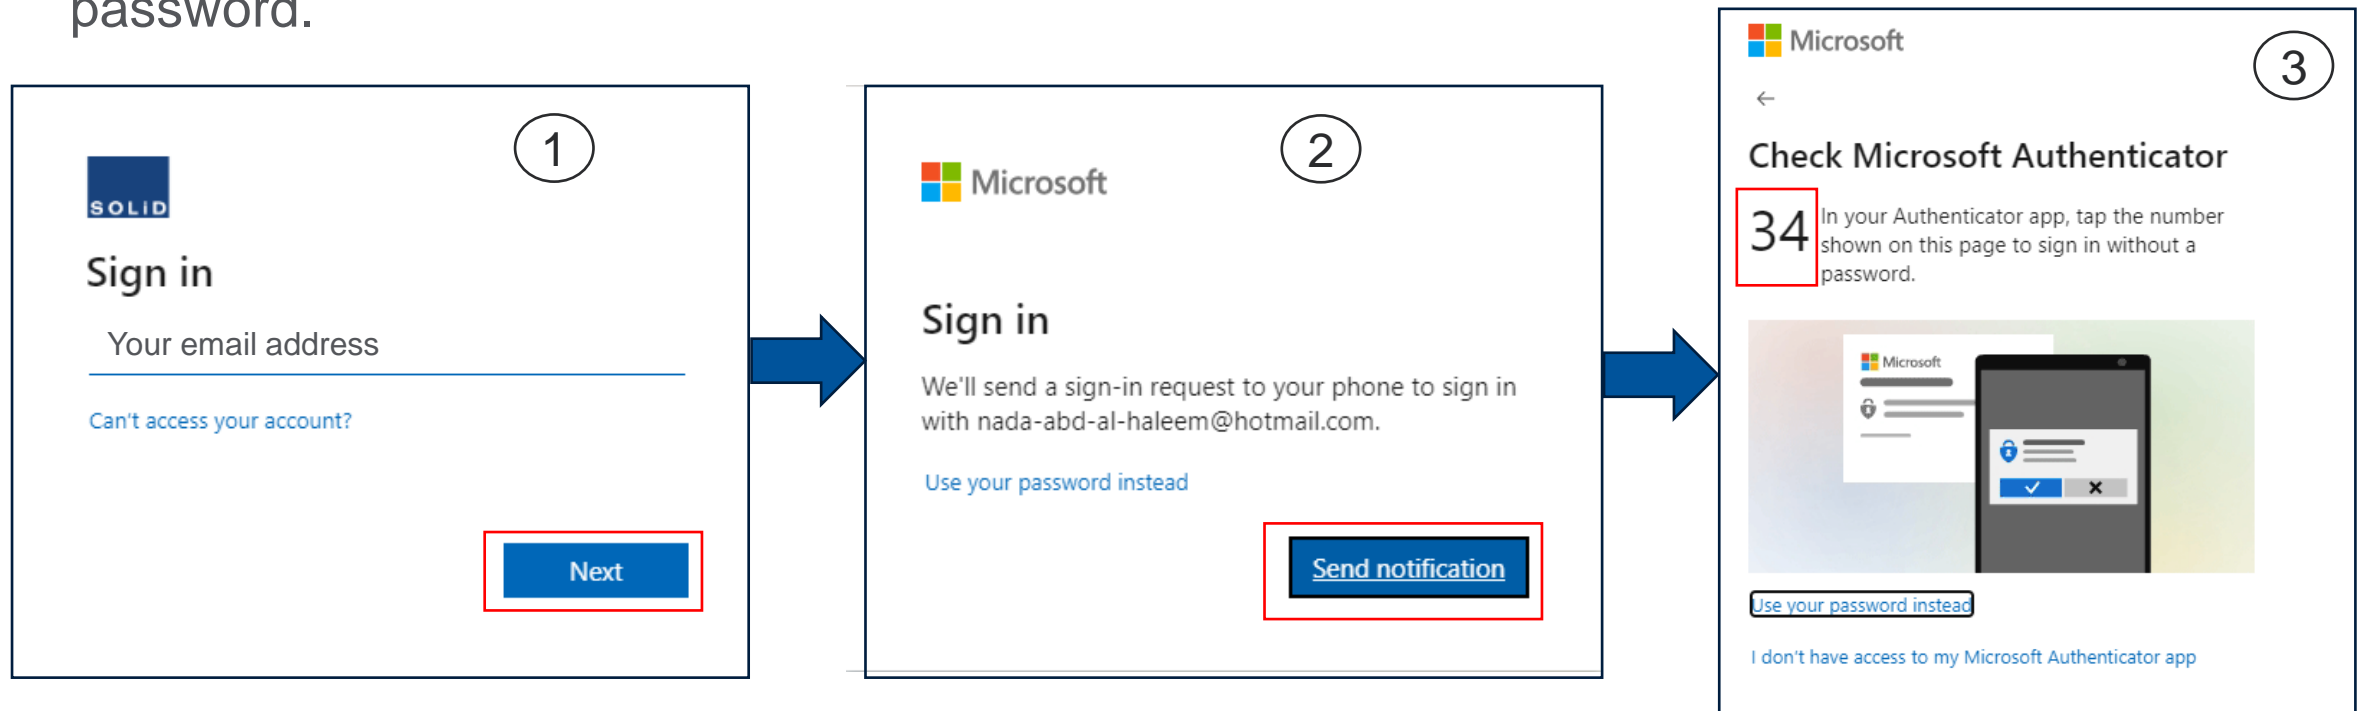 password.
1
SOLiD
Sign in
Your email address
Can't access your account?
Next
2
Microsoft
Sign in
We'll send a sign-in request to your phone to sign in
with nada-abd-al-haleem@hotmail.com.
Use your password instead
Send notification
3
Microsoft
Check Microsoft Authenticator
34
In your Authenticator app, tap the number
shown on this page to sign in without a
password.
Microsoft
Use your password instead
I don't have access to my Microsoft Authenticator app